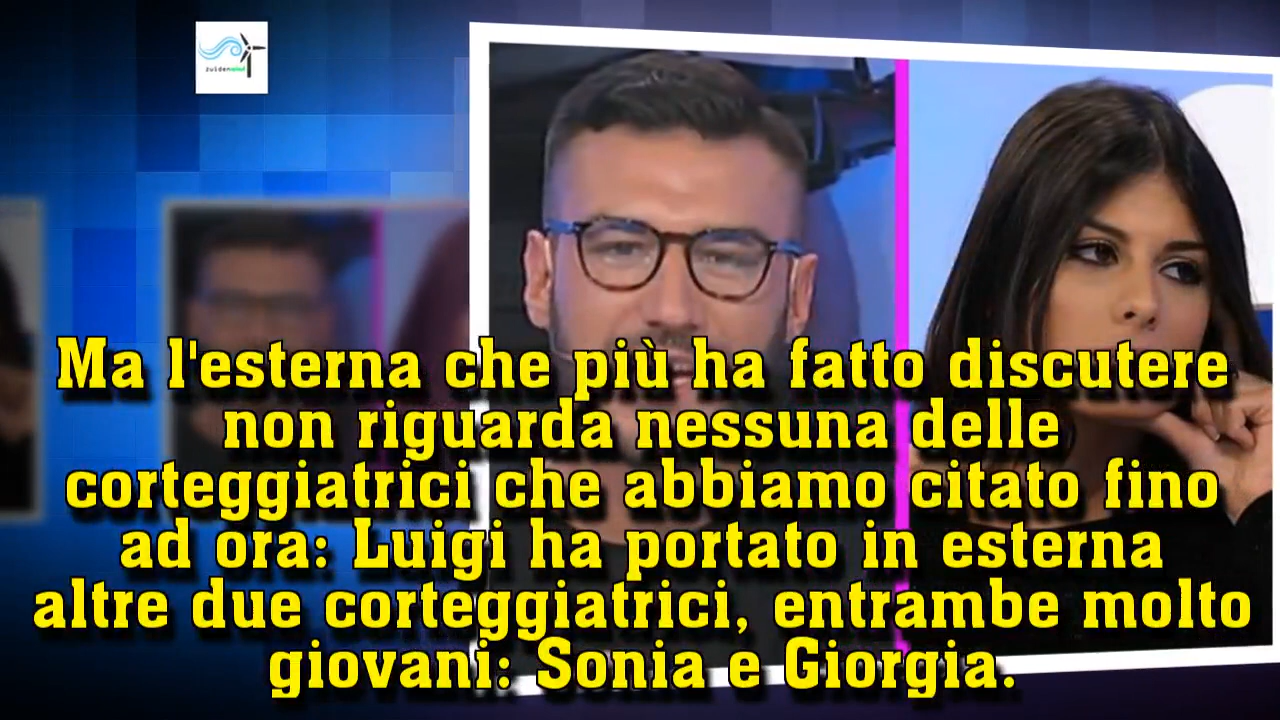 zuidenwind
Ma l'esterna che più ha fatto discutere
non riguarda nessuna delle
corteggiatrici che abbiamo citato fino
ad ora: Luigi ha portato in esterna
altre due corteggiatrici, entrambe molto
giovani: Sonia e Giorgia.